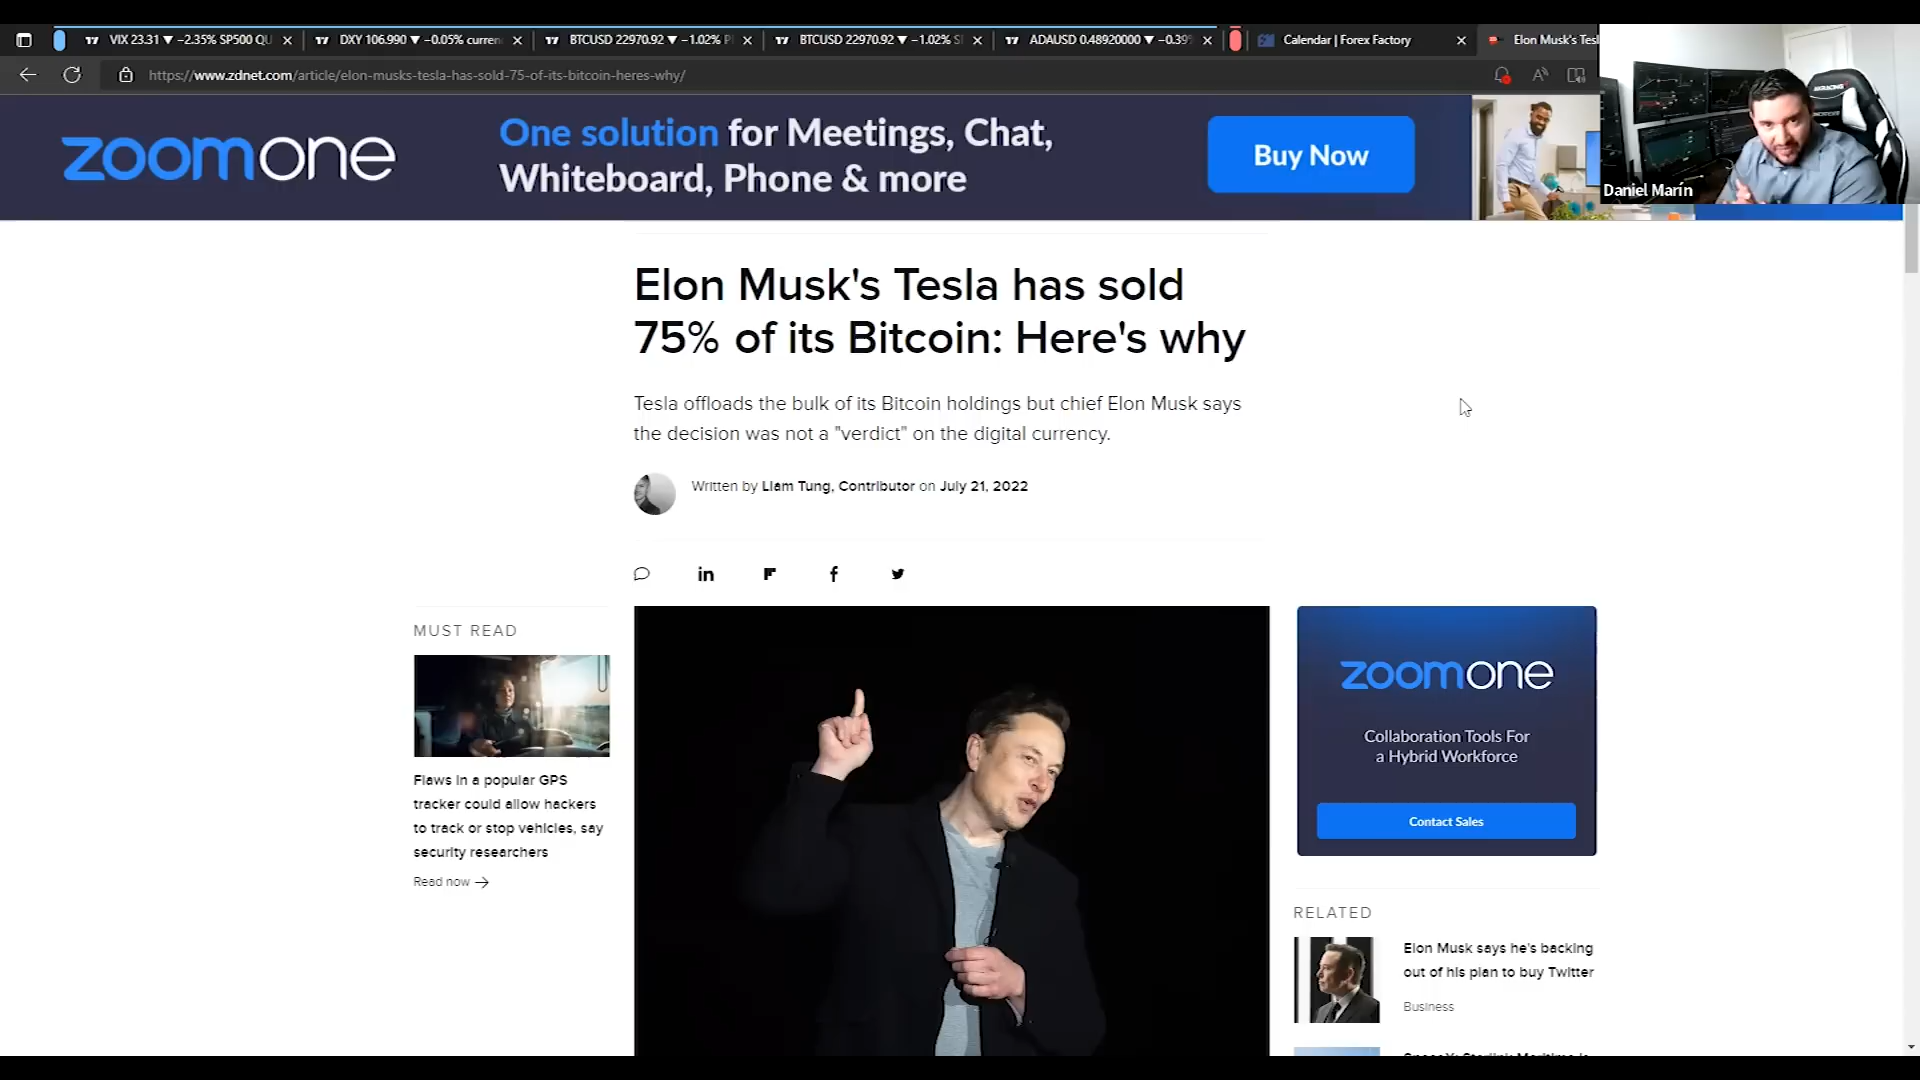 VIX 23.31 ▼ −2.35% SP500 QU
DXY 106.990 ▼ −0.05% curren
BTCUSD 22970.92 ▼ −1.02%
BTCUSD 22970.92 ▼ −1.02%
ADAUSD 0.48920000 ▼ −0.39%
Calendar | Forex Factory
Elon Musk's Tesl
https://www.zdnet.com/article/elon-musks-tesla-has-sold-75-of-its-bitcoin-heres-why/
zoomone
One solution for Meetings, Chat,
Whiteboard, Phone & more
Buy Now
AKRACING
Daniel Marín
Elon Musk's Tesla has sold
75% of its Bitcoin: Here's why
Tesla offloads the bulk of its Bitcoin holdings but chief Elon Musk says
the decision was not a "verdict" on the digital currency.
Written by Liam Tung, Contributor on July 21, 2022
MUST READ
Flaws in a popular GPS
tracker could allow hackers
to track or stop vehicles, say
security researchers
Read now →
zoomone
Collaboration Tools For
a Hybrid Workforce
Contact Sales
RELATED
Elon Musk says he's backing
out of his plan to buy Twitter
Business